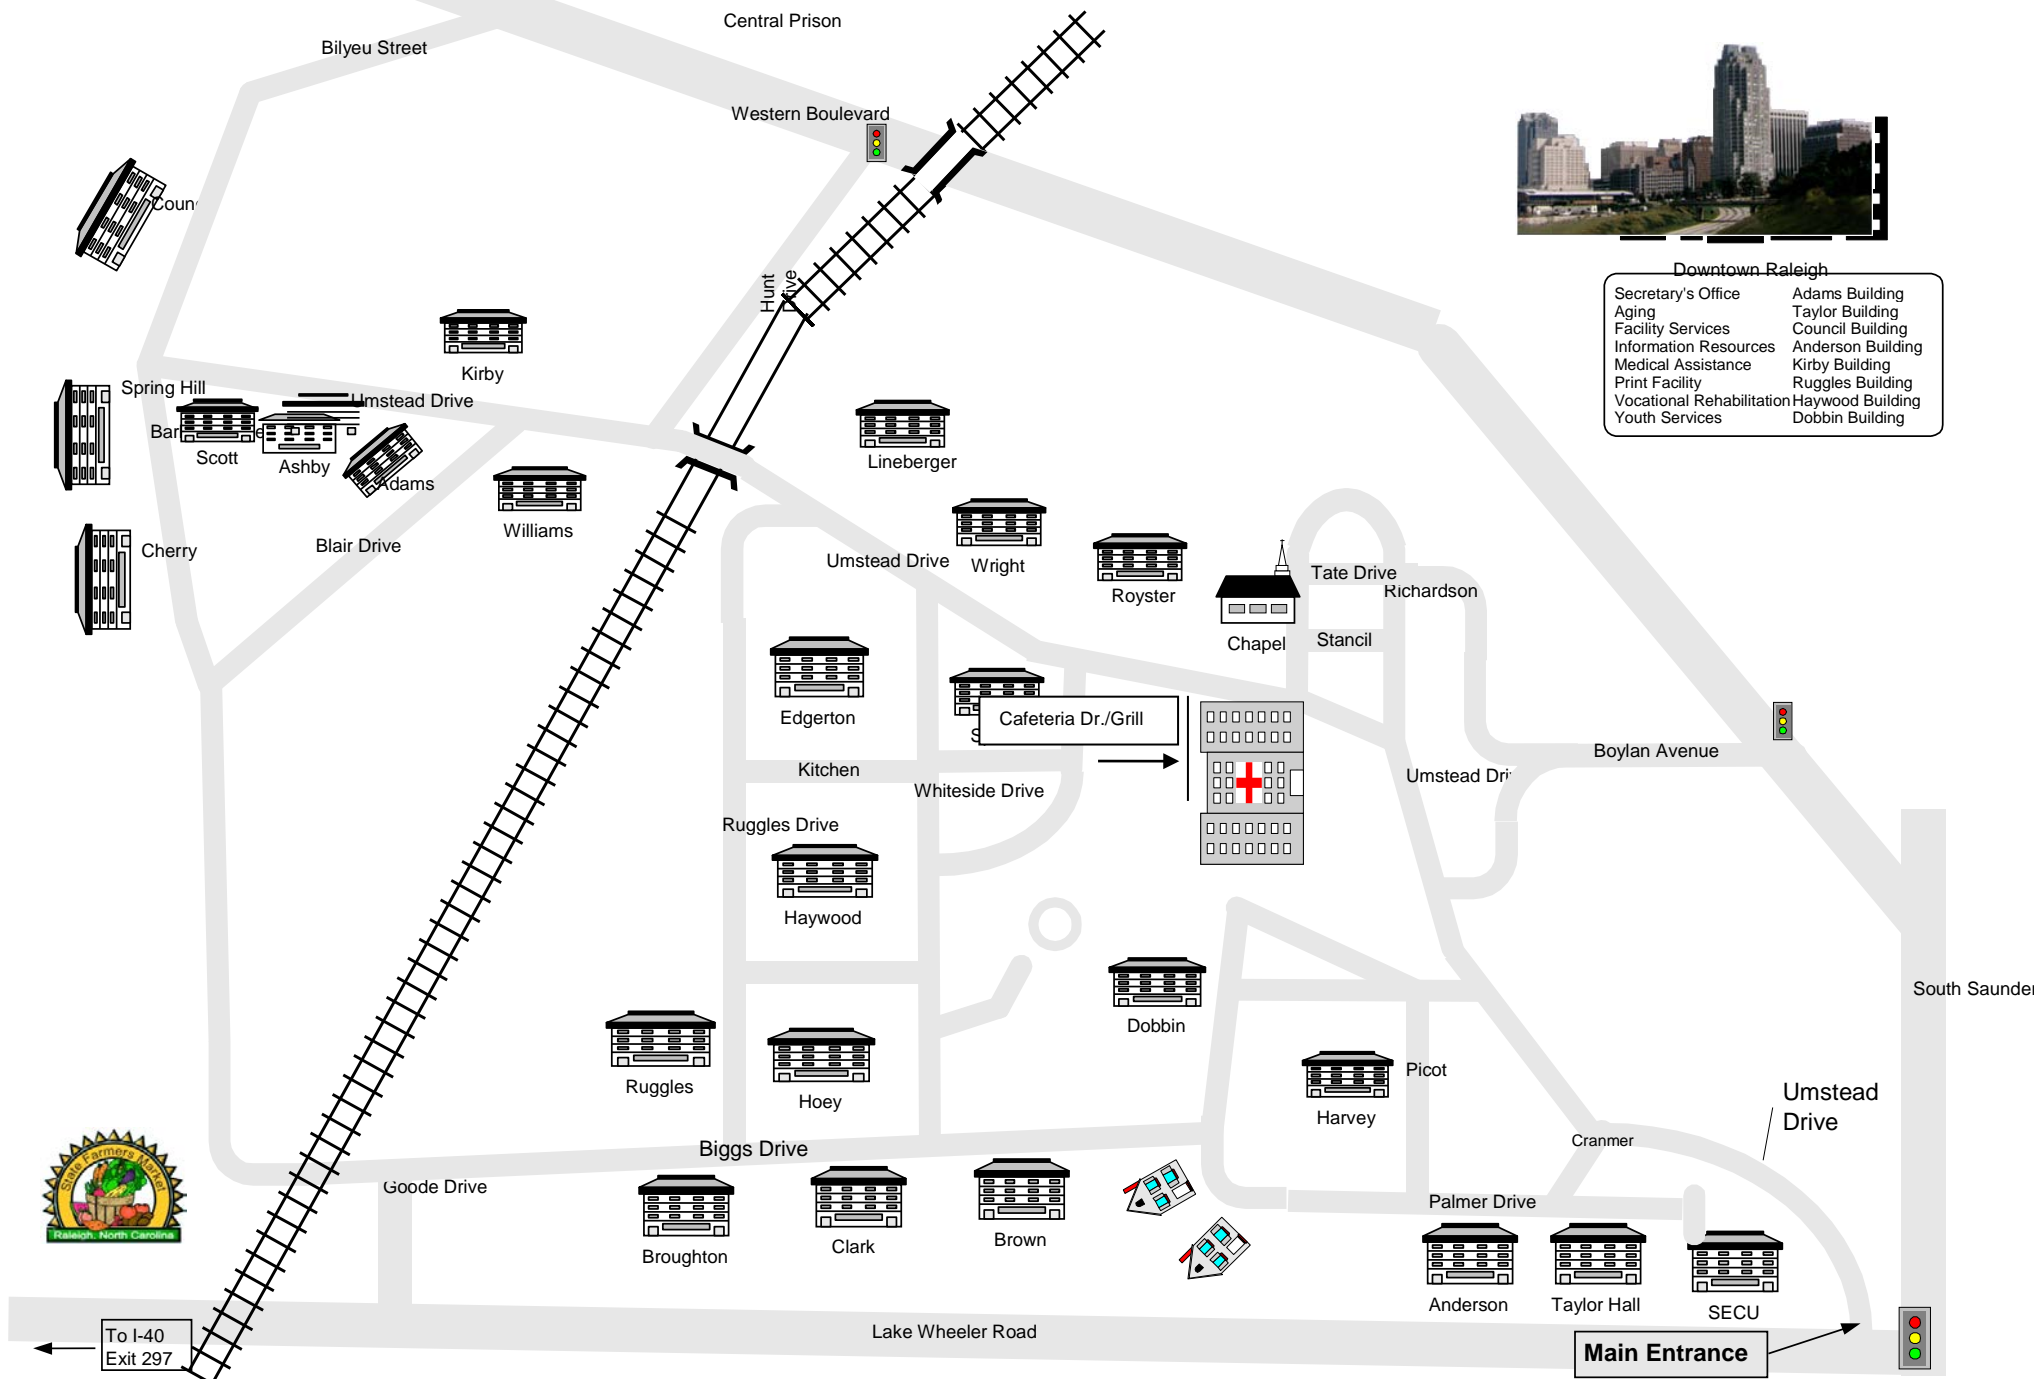 Central Prison
Bilyeu Street
Western Boulevard
Hunt
Drive
Downtown Raleigh
Secretary's Office Adams Building
Aging Taylor Building
Facility Services Council Building
Information Resources Anderson Building
Medical Assistance Kirby Building
Print Facility Ruggles Building
Vocational Rehabilitation Haywood Building
Youth Services Dobbin Building
Kirby
Spring Hill
Umstead Drive
Scott
Ashby
Adams
Lineberger
Williams
Cherry
Blair Drive
Umstead Drive
Wright
Royster
Tate Drive
Richardson
Chapel
Stancil
Edgerton
Cafeteria Dr./Grill
Kitchen
Whiteside Drive
Boylan Avenue
Umstead
Ruggles Drive
Haywood
South
Dobbin
Ruggles
Hoey
Picot
Harvey
Umstead
Drive
Cranmer
Biggs Drive
Goode Drive
Palmer Drive
State Farmers Market
Raleigh, North Carolina
Broughton
Clark
Brown
Anderson
Taylor Hall
SECU
Lake Wheeler Road
To I-40
Exit 297
Main Entrance